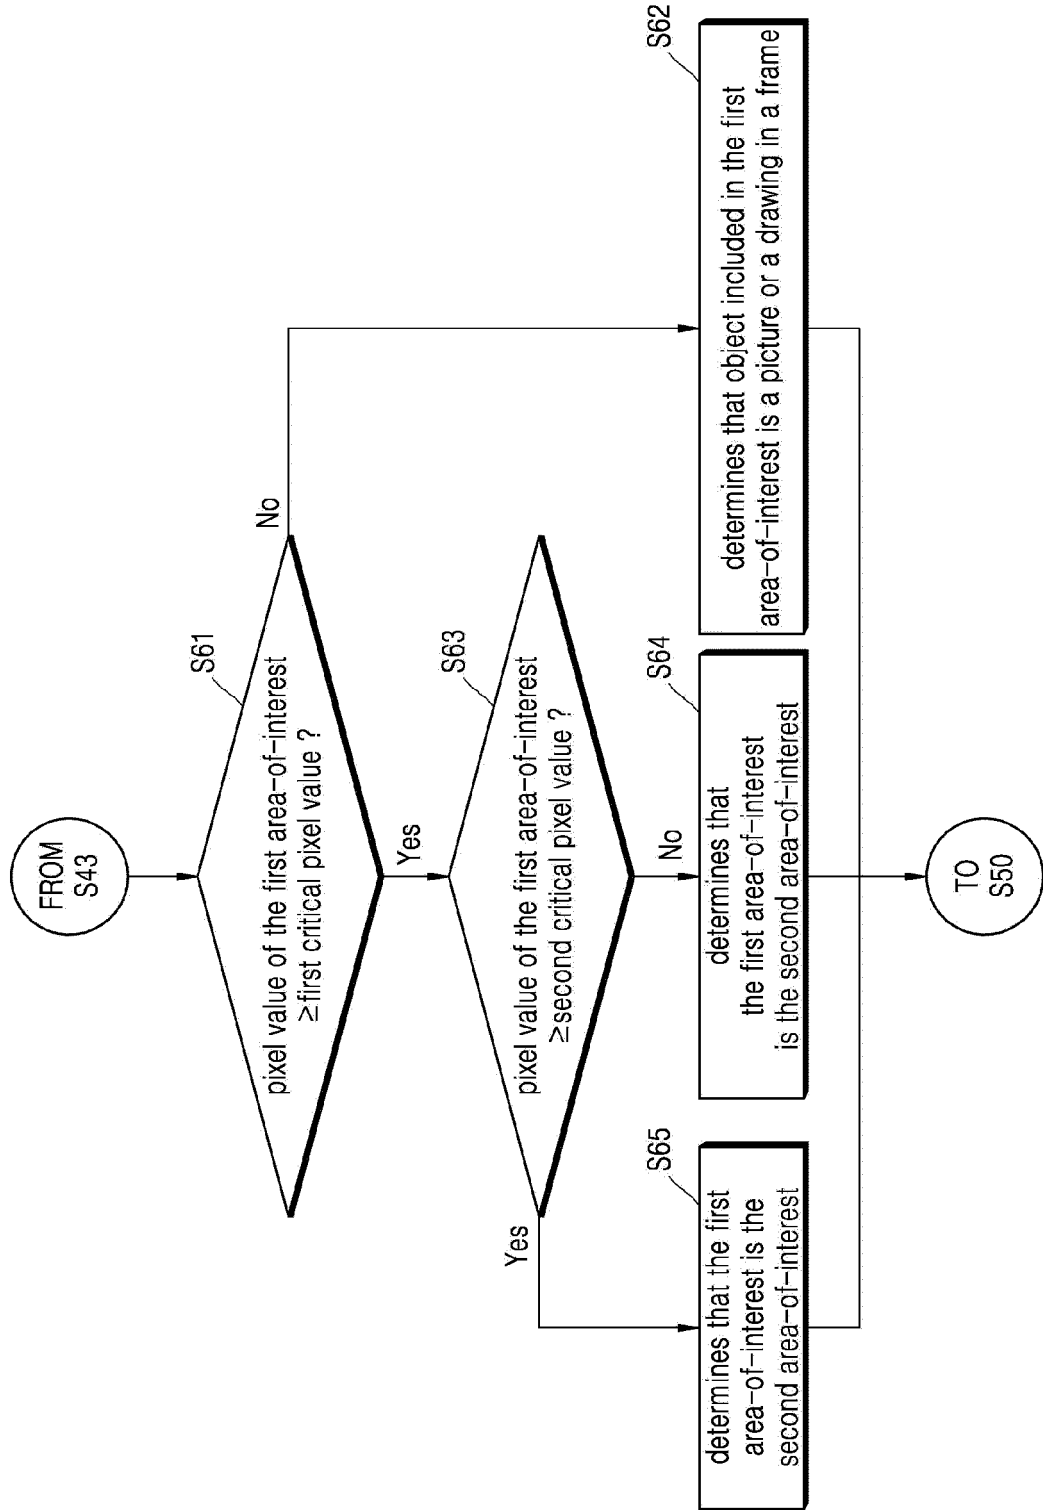 FROM
S43
S61
pixel value of the first area-of-interest
≥first critical pixel value ?
No
Yes
S63
pixel value of the first area-of-interest
≥second critical pixel value ?
Yes
No
S65
determines that the first
area-of-interest is the
second area-of-interest
S64
determines that
the first area-of-interest
is the second area-of-interest
S62
determines that object included in the first
area-of-interest is a picture or a drawing in a frame
TO
S50